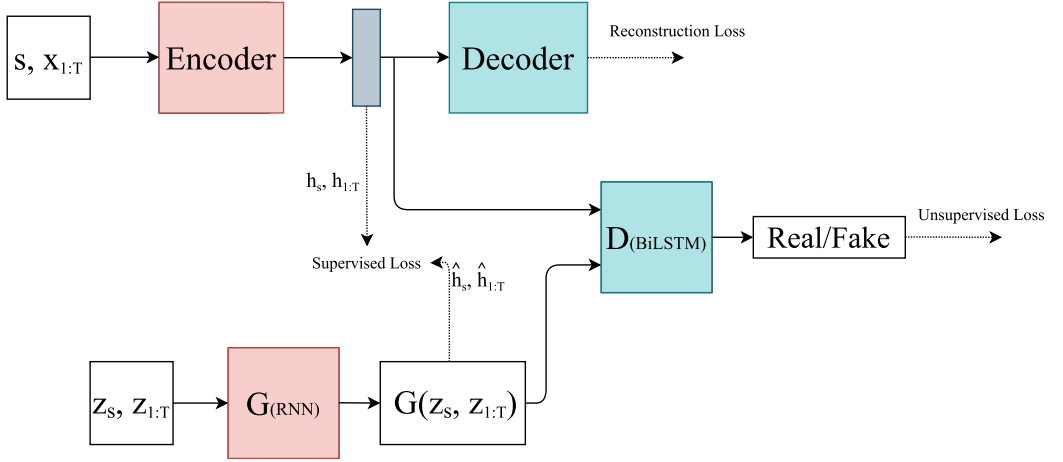 s, x1:T
Encoder
Decoder
Reconstruction Loss
hs, h1:T
Supervised Loss
ĥs, ĥ1:T
D(BiLSTM)
Real/Fake
Unsupervised Loss
zs, z1:T
G(RNN)
G(zs, z1:T)